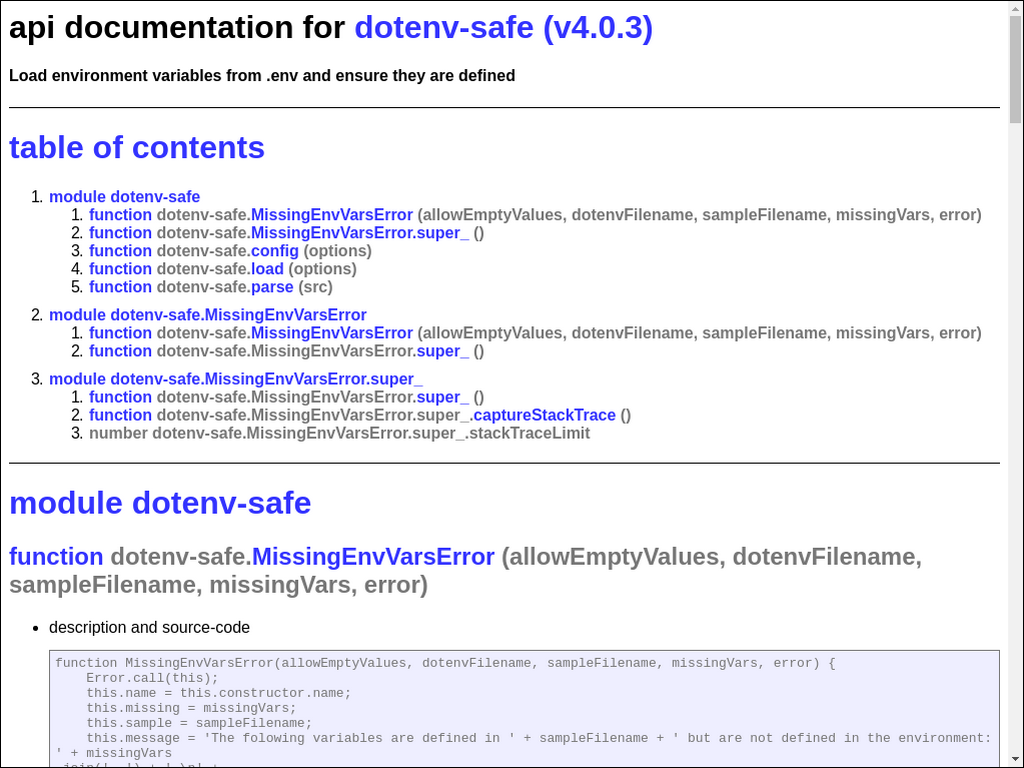 api documentation for dotenv-safe (v4.0.3)
Load environment variables from .env and ensure they are defined
table of contents
1. module dotenv-safe
1. function dotenv-safe.MissingEnvVarsError (allowEmptyValues, dotenvFilename, sampleFilename, missingVars, error)
2. function dotenv-safe.MissingEnvVarsError.super_ ()
3. function dotenv-safe.config (options)
4. function dotenv-safe.load (options)
5. function dotenv-safe.parse (src)
2. module dotenv-safe.MissingEnvVarsError
1. function dotenv-safe.MissingEnvVarsError (allowEmptyValues, dotenvFilename, sampleFilename, missingVars, error)
2. function dotenv-safe.MissingEnvVarsError.super_ ()
3. module dotenv-safe.MissingEnvVarsError.super_
1. function dotenv-safe.MissingEnvVarsError.super_ ()
2. function dotenv-safe.MissingEnvVarsError.super_.captureStackTrace ()
3. number dotenv-safe.MissingEnvVarsError.super_.stackTraceLimit
module dotenv-safe
function dotenv-safe.MissingEnvVarsError (allowEmptyValues, dotenvFilename,
sampleFilename, missingVars, error)
• description and source-code
function MissingEnvVarsError(allowEmptyValues, dotenvFilename, sampleFilename, missingVars, error) {
Error.call(this);
this.name = this.constructor.name;
this.missing = missingVars;
this.sample = sampleFilename;
this.message = 'The folowing variables are defined in ' + sampleFilename + ' but are not defined in the environment:
' + missingVars